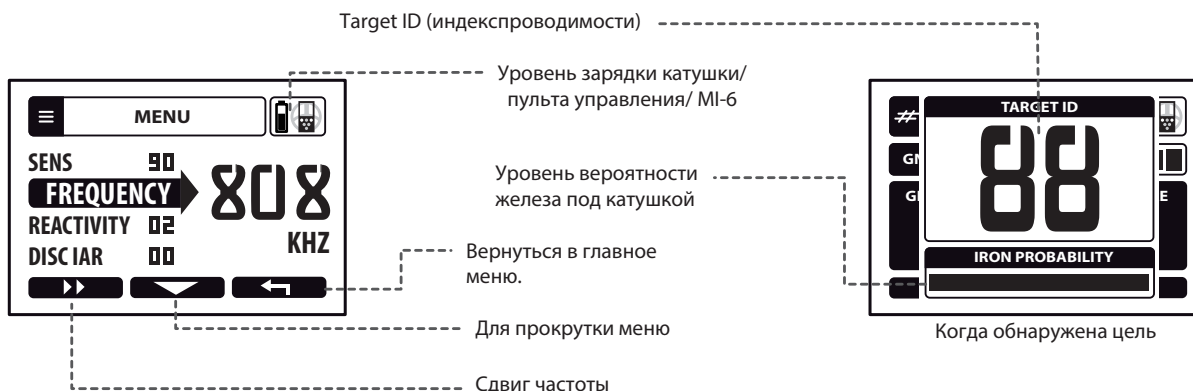 Target ID (индекспроводимости)
Уровень зарядки катушки/
пульта управления/ MI-6
MENU
SENS 90
FREQUENCY
REACTIVITY 02
DISC IAR 00
808
KHZ
Уровень вероятности
железа под катушкой
Вернуться в главное
меню.
Для прокрутки меню
Сдвиг частоты
TARGET ID
88
GN
G
E
IRON PROBABILITY
Когда обнаружена цель